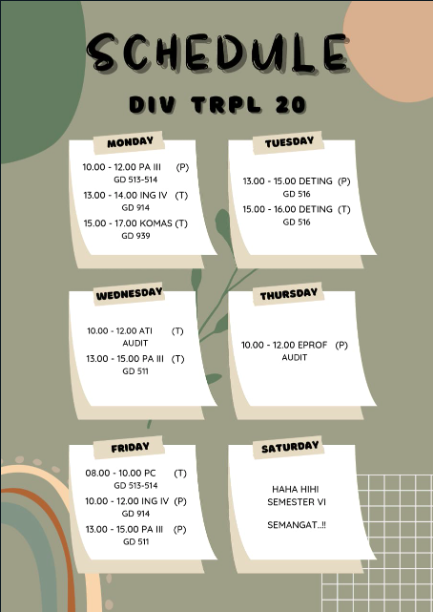 SCHEDULE
DIV TRPL 20
MONDAY
10.00 - 12.00 PA III (P)
GD 513-514
13.00 - 14.00 ING IV (T)
GD 914
15.00 - 17.00 KOMAS (T)
GD 939
TUESDAY
13.00 - 15.00 DETING (P)
GD 516
15.00 - 16.00 DETING (T)
GD 516
WEDNESDAY
10.00 - 12.00 ATI (T)
AUDIT
13.00 - 15.00 PA III (T)
GD 511
THURSDAY
10.00 - 12.00 EPROF (P)
AUDIT
FRIDAY
08.00 - 10.00 PC (T)
GD 513-514
10.00 - 12.00 ING IV (P)
GD 914
13.00 - 15.00 PA III (P)
GD 511
SATURDAY
HAHA HIHI
SEMESTER VI
SEMANGAT..!!